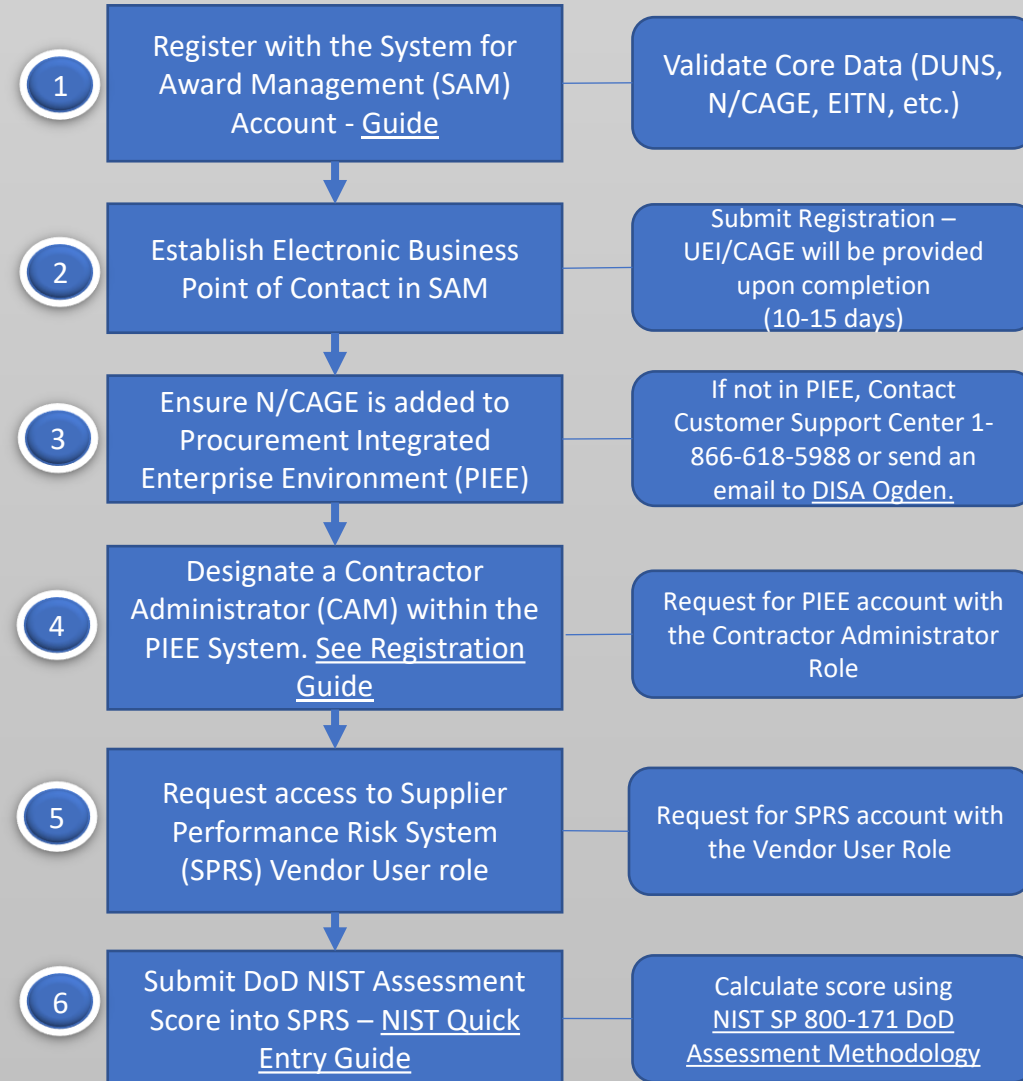 1
Register with the System for
Award Management (SAM)
Account - Guide
Validate Core Data (DUNS,
N/CAGE, EITN, etc.)
2
Establish Electronic Business
Point of Contact in SAM
Submit Registration –
UEI/CAGE will be provided
upon completion
(10-15 days)
3
Ensure N/CAGE is added to
Procurement Integrated
Enterprise Environment (PIEE)
If not in PIEE, Contact
Customer Support Center 1-
866-618-5988 or send an
email to DISA Ogden.
4
Designate a Contractor
Administrator (CAM) within the
PIEE System. See Registration
Guide
Request for PIEE account with
the Contractor Administrator
Role
5
Request access to Supplier
Performance Risk System
(SPRS) Vendor User role
Request for SPRS account with
the Vendor User Role
6
Submit DoD NIST Assessment
Score into SPRS – NIST Quick
Entry Guide
Calculate score using
NIST SP 800-171 DoD
Assessment Methodology